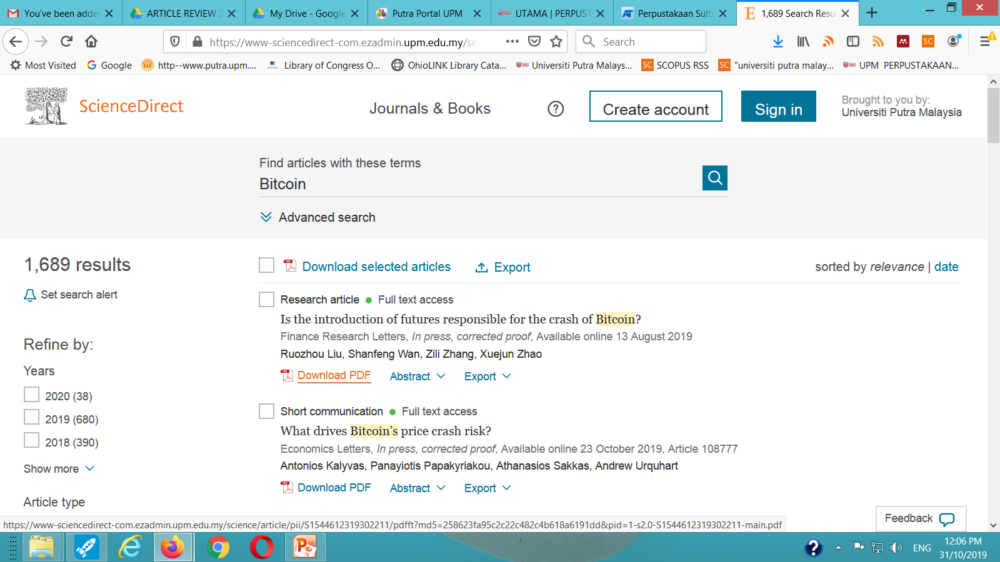 You've been added
ARTICLE REVIEW 2
My Drive - Google
Putra Portal UPM
UTAMA | PERPUST
Perpustakaan Sulta
1,689 Search Resul
https://www-sciencedirect-com.ezadmin.upm.edu.my/se
Search
Most Visited
Google
http--www.putra.upm....
Library of Congress O...
OhioLINK Library Cata...
Universiti Putra Malays...
SC SCOPUS RSS
SC "universiti putra malay...
UPM PERPUSTAKAAN...
ScienceDirect
Journals & Books
?
Create account
Sign in
Brought to you by:
Universiti Putra Malaysia
Find articles with these terms
Bitcoin
Advanced search
1,689 results
Set search alert
Refine by:
Years
2020 (38)
2019 (680)
2018 (390)
Show more
Article type
Download selected articles
Export
sorted by relevance | date
Research article Full text access
Is the introduction of futures responsible for the crash of Bitcoin?
Finance Research Letters, In press, corrected proof, Available online 13 August 2019
Ruozhou Liu, Shanfeng Wan, Zili Zhang, Xuejun Zhao
Download PDF Abstract Export
Short communication Full text access
What drives Bitcoin's price crash risk?
Economics Letters, In press, corrected proof, Available online 23 October 2019, Article 108777
Antonios Kalyvas, Panayiotis Papakyriakou, Athanasios Sakkas, Andrew Urquhart
Download PDF Abstract Export
Feedback
https://www-sciencedirect-com.ezadmin.upm.edu.my/science/article/pii/S1544612319302211/pdfft?md5=258623fa95c2c22c482c4b618a6191dd&pid=1-s2.0-S1544612319302211-main.pdf
ENG
12:06 PM
31/10/2019